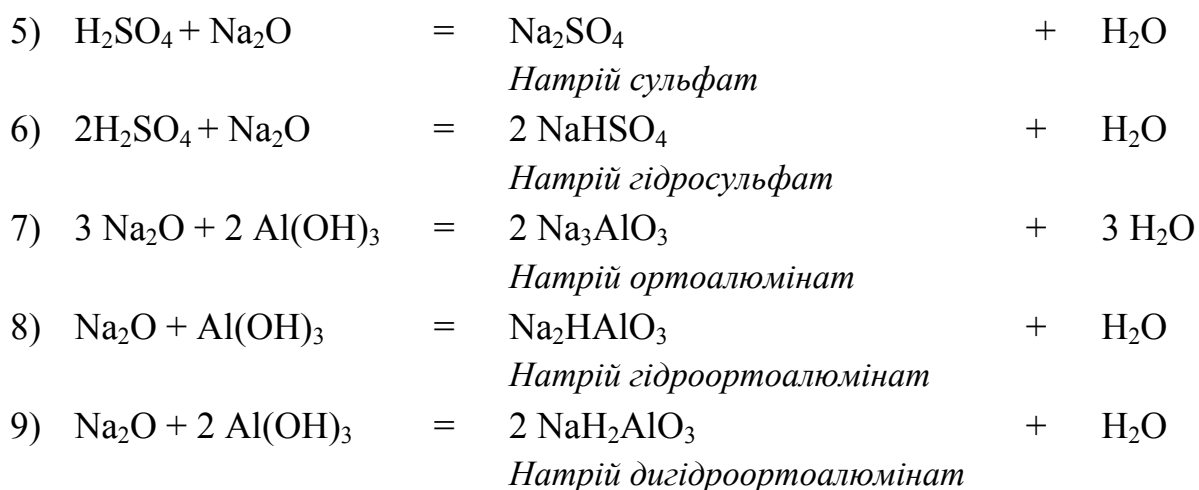 5) H₂SO₄ + Na₂O = Na₂SO₄ + H₂O
Натрій сульфат
6) 2H₂SO₄ + Na₂O = 2 NaHSO₄ + H₂O
Натрій гідросульфат
7) 3 Na₂O + 2 Al(OH)₃ = 2 Na₃AlO₃ + 3 H₂O
Натрій ортоалюмінат
8) Na₂O + Al(OH)₃ = Na₂HAlO₃ + H₂O
Натрій гідроортоалюмінат
9) Na₂O + 2 Al(OH)₃ = 2 NaH₂AlO₃ + H₂O
Натрій дигідроортоалюмінат